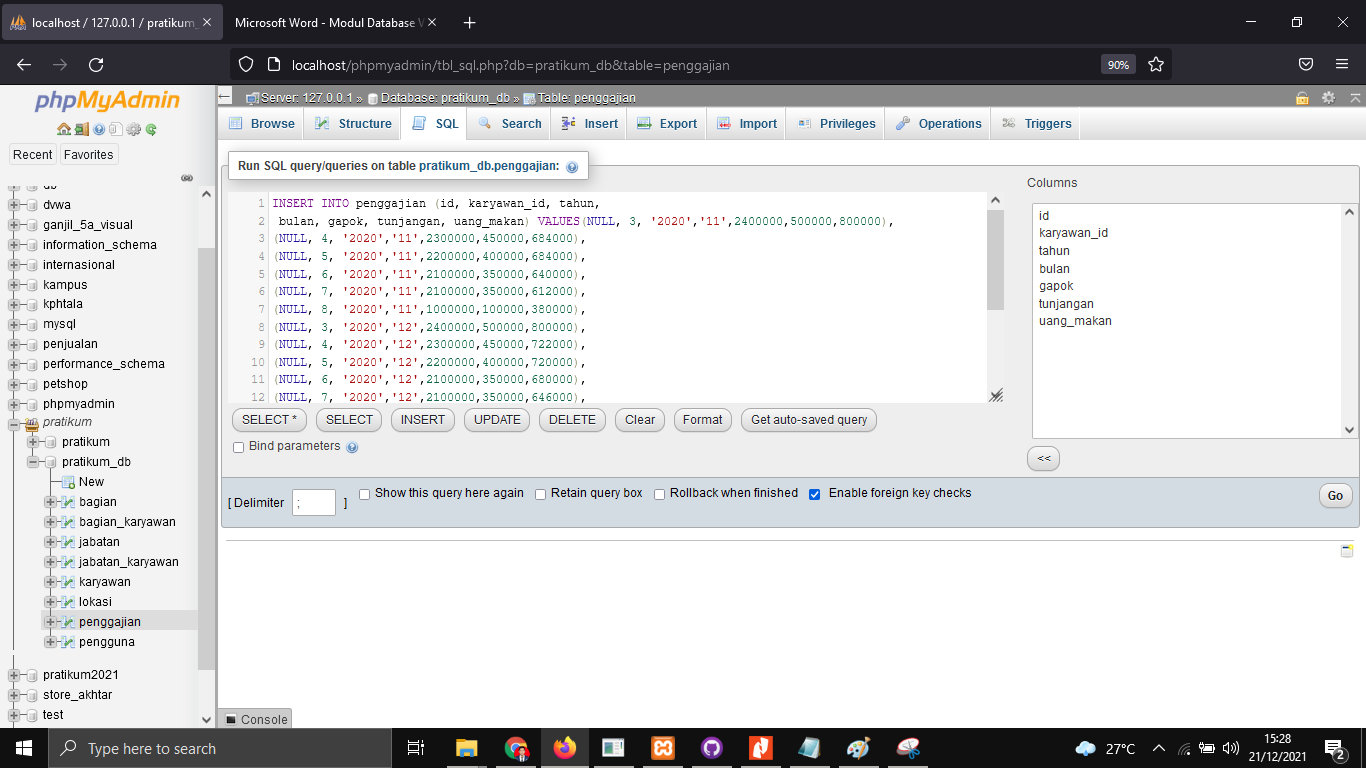 localhost / 127.0.0.1 / pratikum_
Microsoft Word - Modul Database V
localhost/phpmyadmin/tbl_sql.php?db=pratikum_db&table=penggajian
90%
phpMyAdmin
Recent
Favorites
db
dvwa
ganjil_5a_visual
information_schema
internasional
kampus
kphtala
mysql
penjualan
performance_schema
petshop
phpmyadmin
pratikum
pratikum
pratikum_db
New
bagian
bagian_karyawan
jabatan
jabatan_karyawan
karyawan
lokasi
penggajian
pengguna
pratikum2021
store_akhtar
test
Server: 127.0.0.1 » Database: pratikum_db » Table: penggajian
Browse Structure SQL Search Insert Export Import Privileges Operations Triggers
Run SQL query/queries on table pratikum_db.penggajian:
1 INSERT INTO penggajian (id, karyawan_id, tahun,
2 bulan, gapok, tunjangan, uang_makan) VALUES(NULL, 3, '2020','11',2400000,500000,800000),
3 (NULL, 4, '2020','11',2300000,450000,684000),
4 (NULL, 5, '2020','11',2200000,400000,684000),
5 (NULL, 6, '2020','11',2100000,350000,640000),
6 (NULL, 7, '2020','11',2100000,350000,612000),
7 (NULL, 8, '2020','11',1000000,100000,380000),
8 (NULL, 3, '2020','12',2400000,500000,800000),
9 (NULL, 4, '2020','12',2300000,450000,722000),
10 (NULL, 5, '2020','12',2200000,400000,720000),
11 (NULL, 6, '2020','12',2100000,350000,680000),
12 (NULL, 7, '2020','12',2100000,350000,646000),
Columns
id
karyawan_id
tahun
bulan
gapok
tunjangan
uang_makan
SELECT * SELECT INSERT UPDATE DELETE Clear Format Get auto-saved query
Bind parameters
<<
[ Delimiter ; ] Show this query here again Retain query box Rollback when finished Enable foreign key checks
Go
Console
Type here to search
27°C
15:28
21/12/2021
2